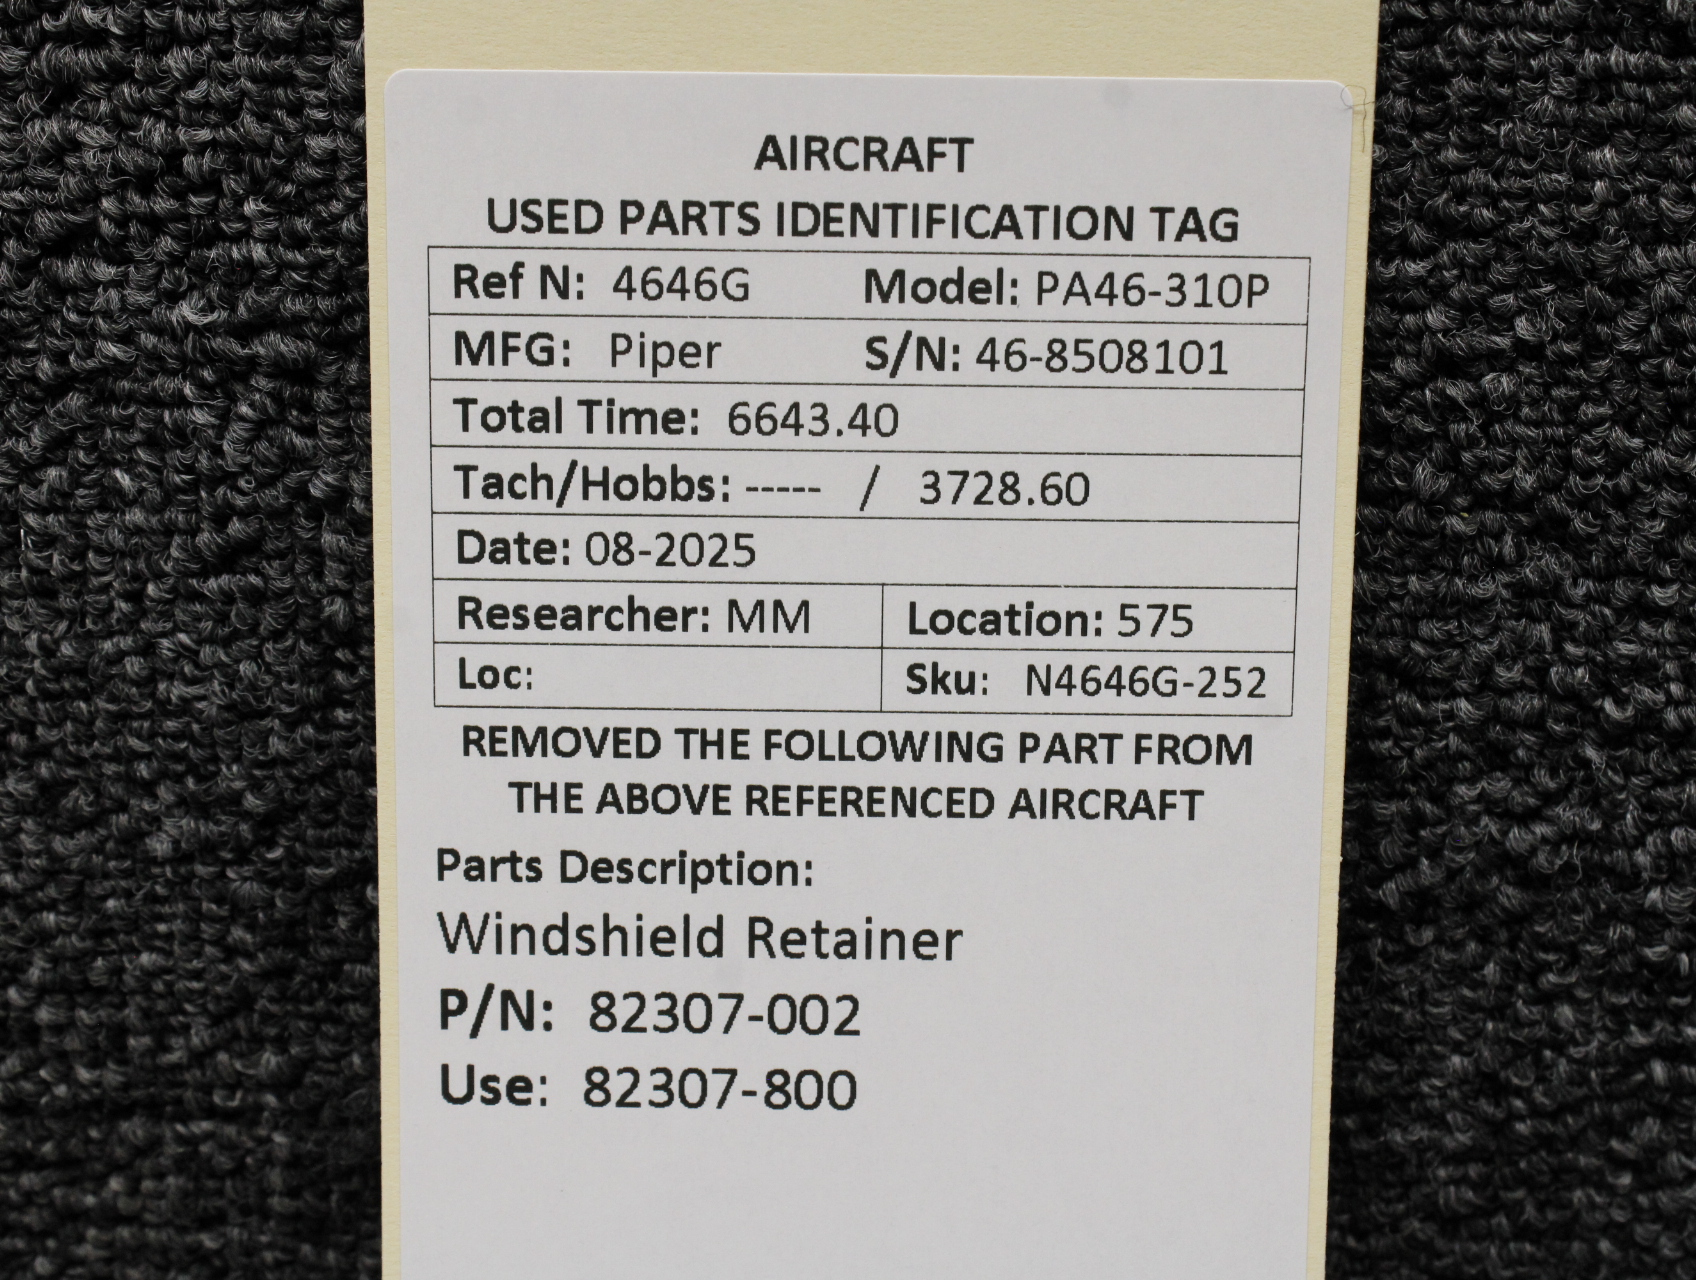 AIRCRAFT
USED PARTS IDENTIFICATION TAG
Ref N: 4646G Model: PA46-310P
MFG: Piper S/N: 46-8508101
Total Time: 6643.40
Tach/Hobbs: ----- / 3728.60
Date: 08-2025
Researcher: MM Location: 575
Loc: Sku: N4646G-252
REMOVED THE FOLLOWING PART FROM
THE ABOVE REFERENCED AIRCRAFT
Parts Description:
Windshield Retainer
P/N: 82307-002
Use: 82307-800